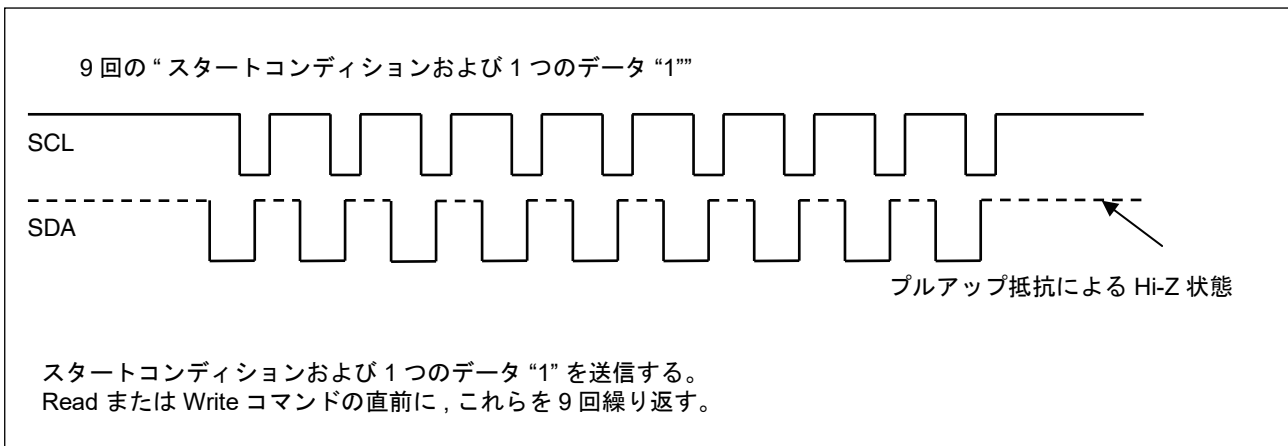 9 回の “ スタートコンディションおよび 1 つのデータ “1””
SCL
SDA
プルアップ抵抗による Hi-Z 状態
スタートコンディションおよび 1 つのデータ “1” を送信する。
Read または Write コマンドの直前に , これらを 9 回繰り返す。